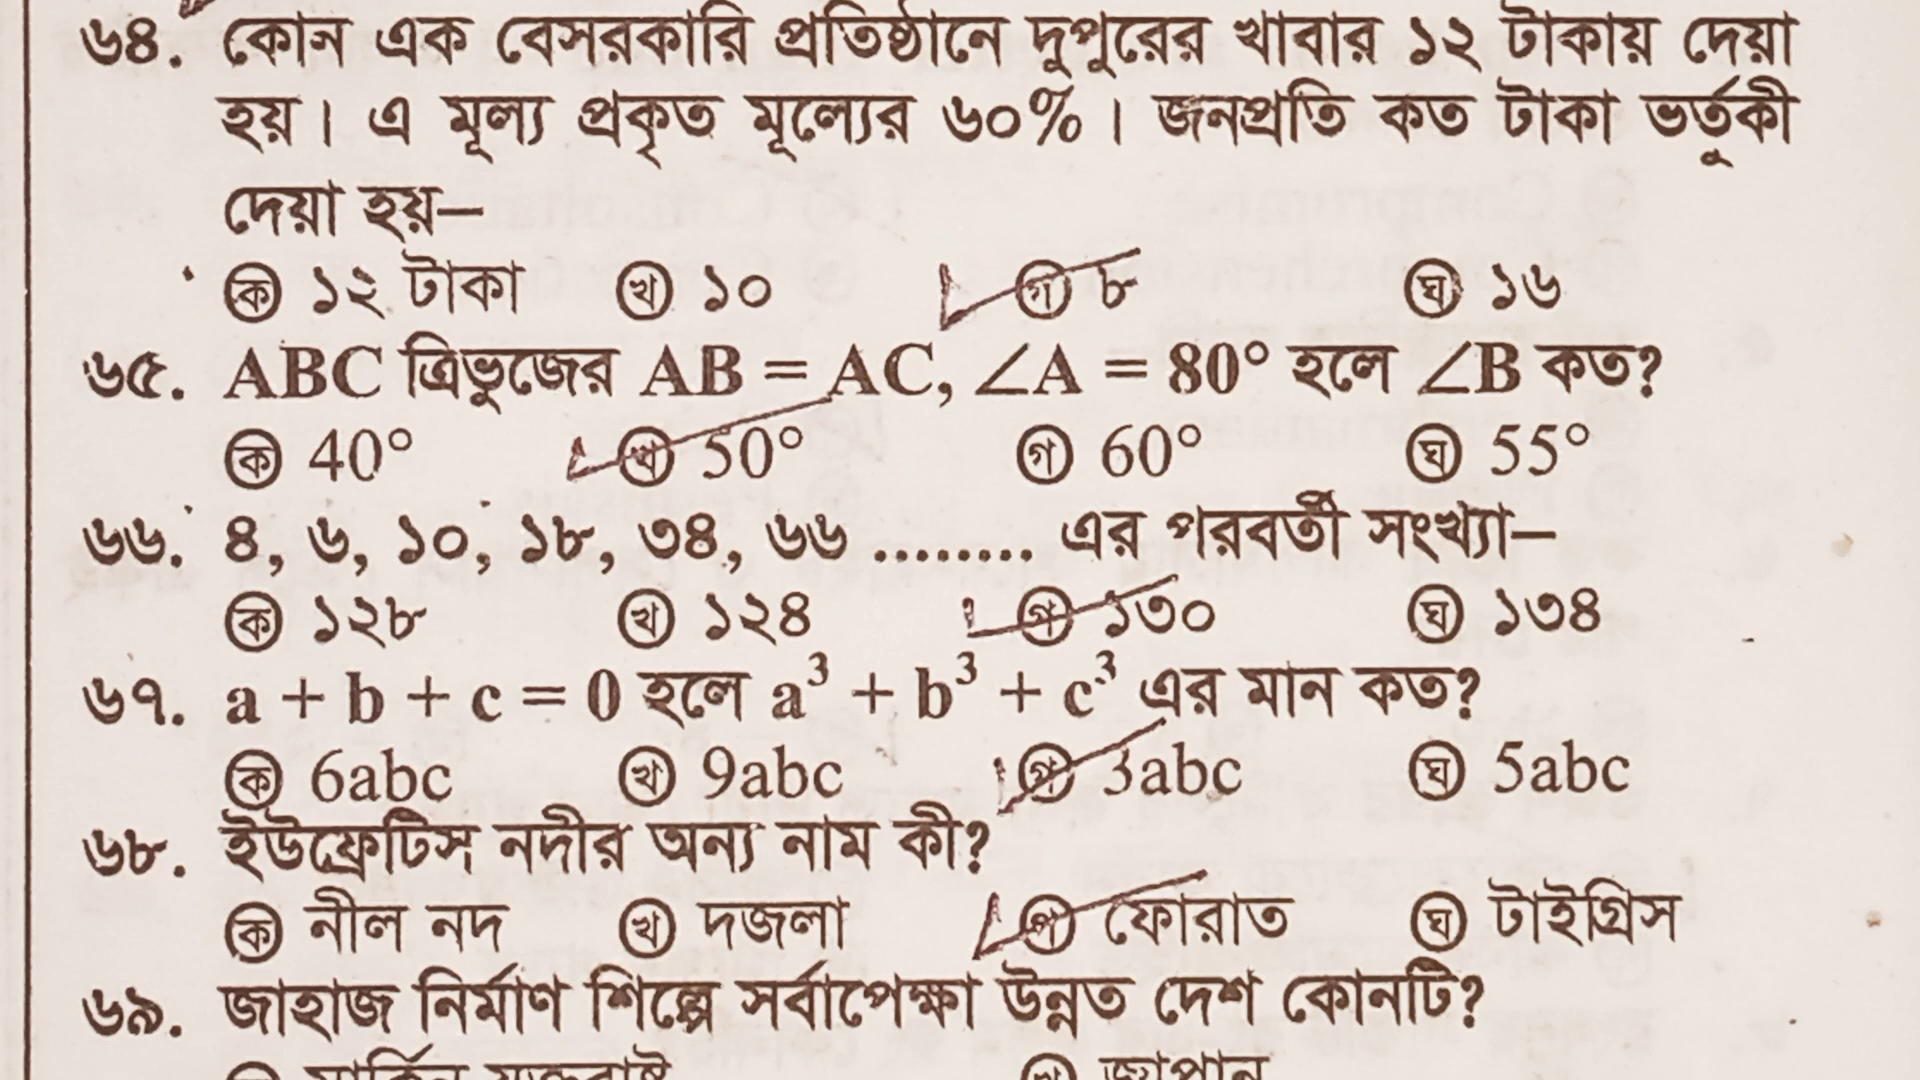 ৬৪. কোন এক বেসরকারি প্রতিষ্ঠানে দুপুরের খাবার ১২ টাকায় দেয়া
হয়। এ মূল্য প্রকৃত মূল্যের ৬০%। জনপ্রতি কত টাকা ভর্তুকী
দেয়া হয়—
ক ১২ টাকা খ ১০ গ ৮ ঘ ১৬
৬৫. ABC ত্রিভুজের AB = AC, ∠A = 80° হলে ∠B কত?
ক 40° খ 50° গ 60° ঘ 55°
৬৬. ৪, ৬, ১০, ১৮, ৩৪, ৬৬ ........ এর পরবর্তী সংখ্যা—
ক ১২৮ খ ১২৪ গ ১৩০ ঘ ১৩৪
৬৭. a + b + c = 0 হলে a³ + b³ + c³ এর মান কত?
ক 6abc খ 9abc গ 3abc ঘ 5abc
৬৮. ইউফ্রেটিস নদীর অন্য নাম কী?
ক নীল নদ খ দজলা গ ফোরাত ঘ টাইগ্রিস
৬৯. জাহাজ নির্মাণ শিল্পে সর্বাপেক্ষা উন্নত দেশ কোনটি?
ক মার্কিন যুক্তরাষ্ট্র খ জাপান